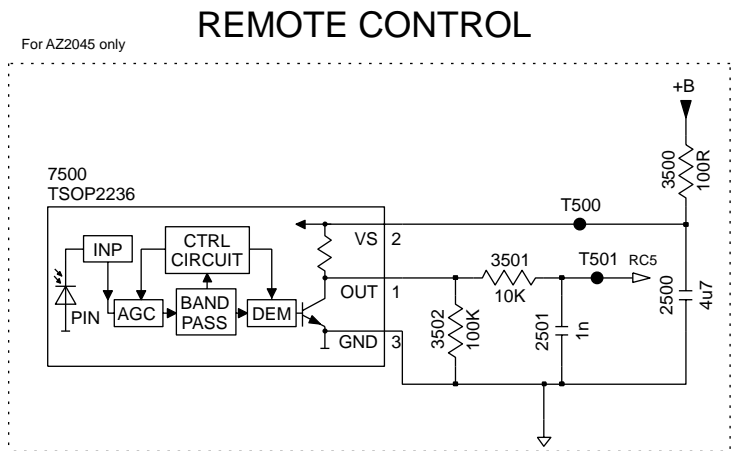 REMOTE CONTROL
For AZ2045 only
+B
3500
100R
7500
TSOP2236
T500
VS 2
INP
CTRL
CIRCUIT
3501
10K
T501
RC5
2500
4u7
OUT 1
PIN
AGC
BAND
PASS
DEM
3502
100K
2501
1n
GND 3